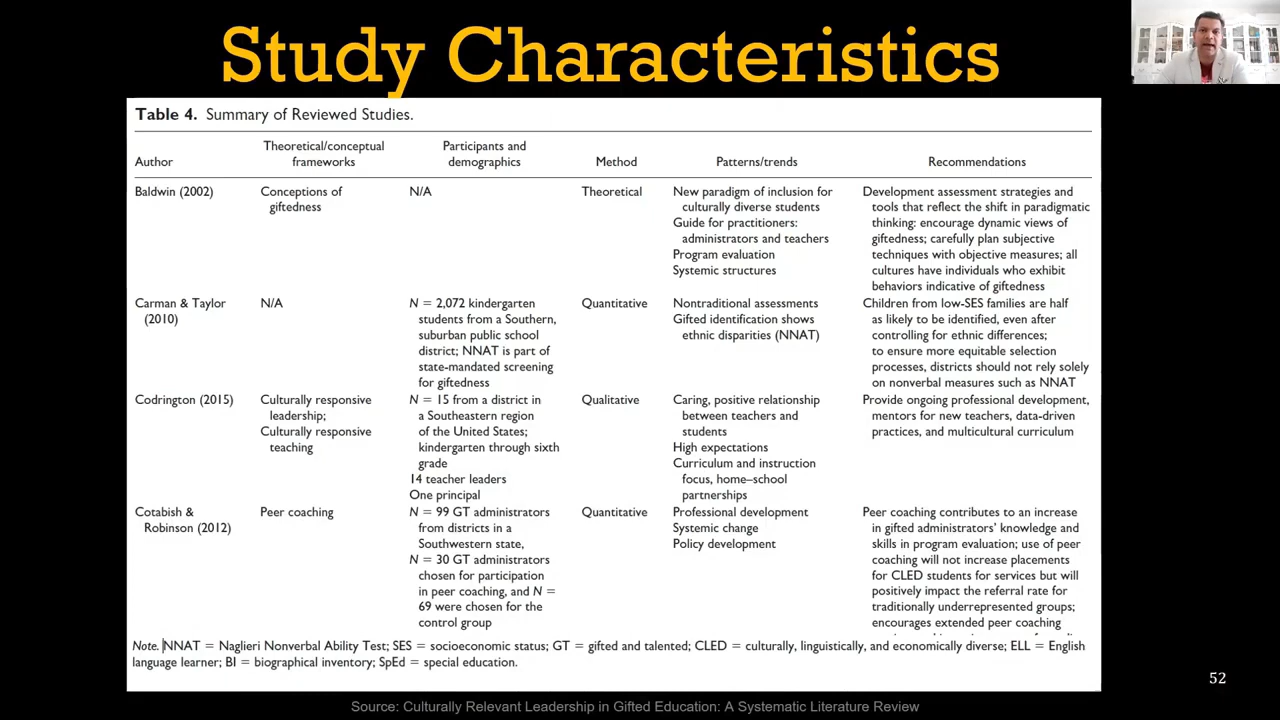 Study Characteristics
Table 4. Summary of Reviewed Studies.
Author
Theoretical/conceptual
frameworks
Participants and
demographics
Method
Patterns/trends
Recommendations
Baldwin (2002)
Conceptions of
giftedness
N/A
Theoretical
New paradigm of inclusion for
culturally diverse students
Guide for practitioners:
administrators and teachers
Program evaluation
Systemic structures
Development assessment strategies and
tools that reflect the shift in paradigmatic
thinking: encourage dynamic views of
giftedness; carefully plan subjective
techniques with objective measures; all
cultures have individuals who exhibit
behaviors indicative of giftedness
Carman & Taylor
(2010)
N/A
N = 2,072 kindergarten
students from a Southern,
suburban public school
district; NNAT is part of
state-mandated screening
for giftedness
Quantitative
Nontraditional assessments
Gifted identification shows
ethnic disparities (NNAT)
Children from low-SES families are half
as likely to be identified, even after
controlling for ethnic differences;
to ensure more equitable selection
processes, districts should not rely solely
on nonverbal measures such as NNAT
Codrington (2015)
Culturally responsive
leadership;
Culturally responsive
teaching
N = 15 from a district in
a Southeastern region
of the United States;
kindergarten through sixth
grade
14 teacher leaders
One principal
Qualitative
Caring, positive relationship
between teachers and
students
High expectations
Curriculum and instruction
focus, home–school
partnerships
Provide ongoing professional development,
mentors for new teachers, data-driven
practices, and multicultural curriculum
Cotabish &
Robinson (2012)
Peer coaching
N = 99 GT administrators
from districts in a
Southwestern state,
N = 30 GT administrators
chosen for participation
in peer coaching, and N =
69 were chosen for the
control group
Quantitative
Professional development
Systemic change
Policy development
Peer coaching contributes to an increase
in gifted administrators' knowledge and
skills in program evaluation; use of peer
coaching will not increase placements
for CLED students for services but will
positively impact the referral rate for
traditionally underrepresented groups;
encourages extended peer coaching
Note. NNAT = Naglieri Nonverbal Ability Test; SES = socioeconomic status; GT = gifted and talented; CLED = culturally, linguistically, and economically diverse; ELL = English
language learner; BI = biographical inventory; SpEd = special education.
52
Source: Culturally Relevant Leadership in Gifted Education: A Systematic Literature Review